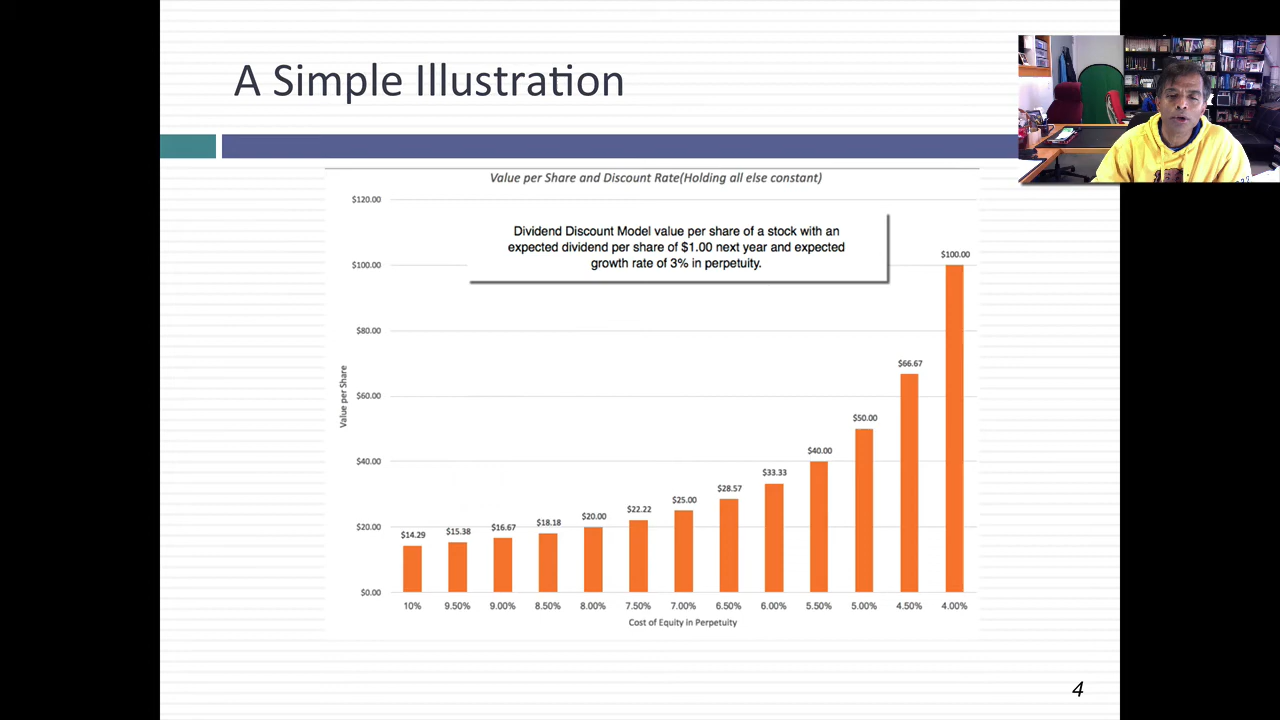 A Simple Illustration
Value per Share and Discount Rate(Holding all else constant)
$120.00
Dividend Discount Model value per share of a stock with an
expected dividend per share of $1.00 next year and expected
growth rate of 3% in perpetuity.
$100.00
$80.00
$60.00
$40.00
$20.00
$0.00
Value per Share
$14.29
$15.38
$16.67
$18.18
$20.00
$22.22
$25.00
$28.57
$33.33
$40.00
$50.00
$66.67
$100.00
10% 9.50% 9.00% 8.50% 8.00% 7.50% 7.00% 6.50% 6.00% 5.50% 5.00% 4.50% 4.00%
Cost of Equity in Perpetuity
4